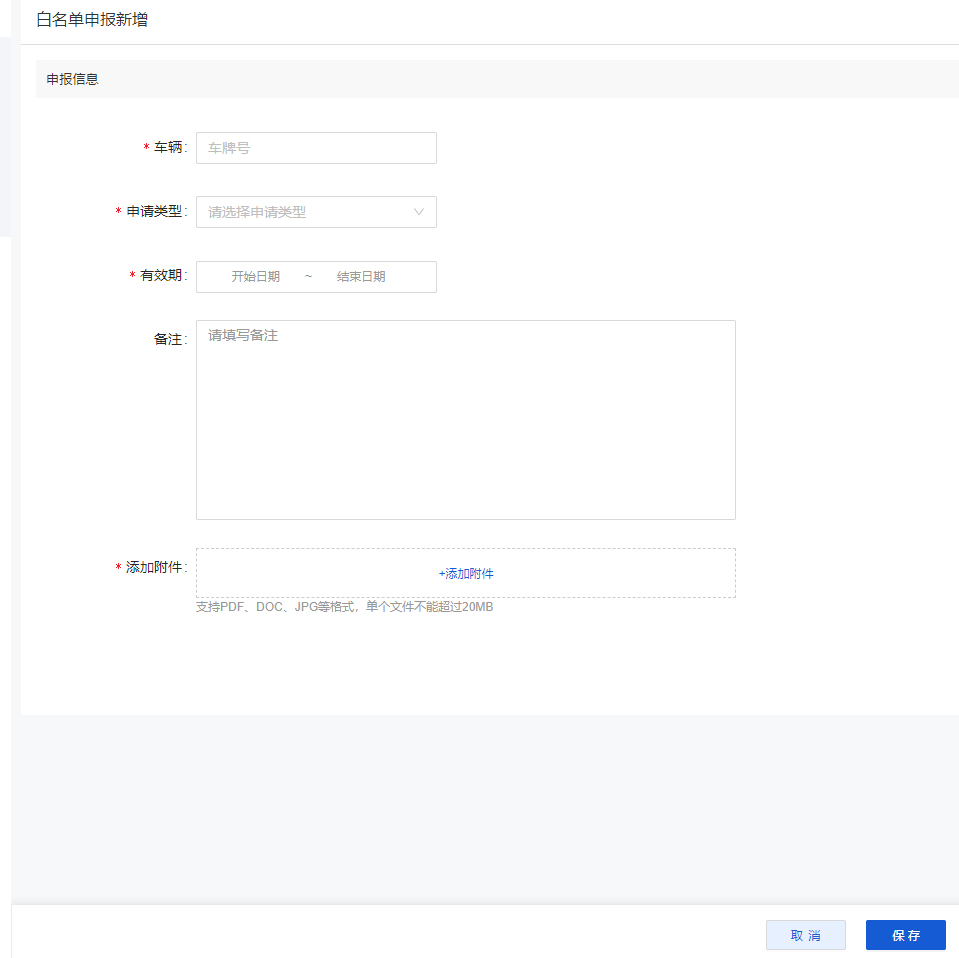 白名单申报新增
申报信息
* 车辆: 车牌号
* 申请类型: 请选择申请类型
* 有效期: 开始日期 ~ 结束日期
备注: 请填写备注
* 添加附件: +添加附件
支持PDF、DOC、JPG等格式，单个文件不能超过20MB
取 消 保 存